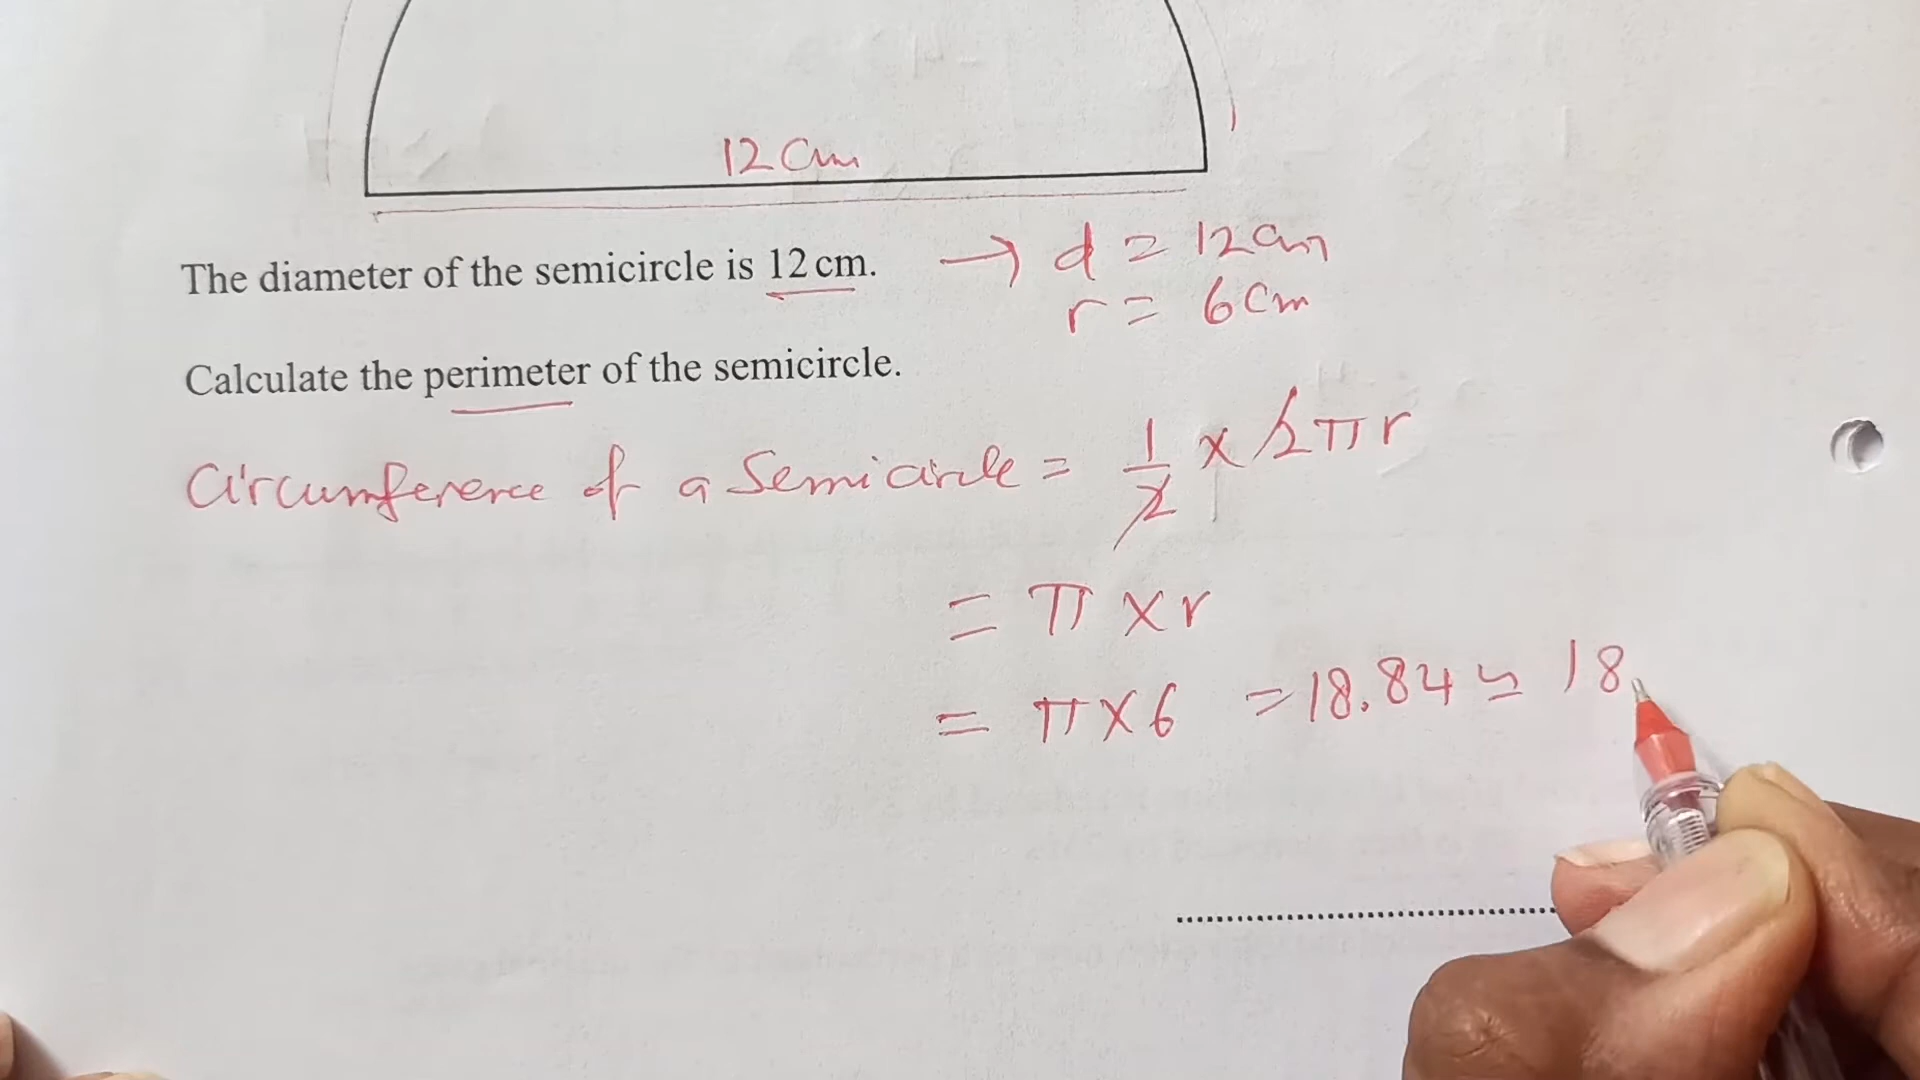 12 cm
The diameter of the semicircle is 12 cm. → d = 12 cm
r = 6 cm
Calculate the perimeter of the semicircle.
Circumference of a semicircle = 1/2 × 2πr
= π × r
= π × 6 = 18.84 ≃ 18.